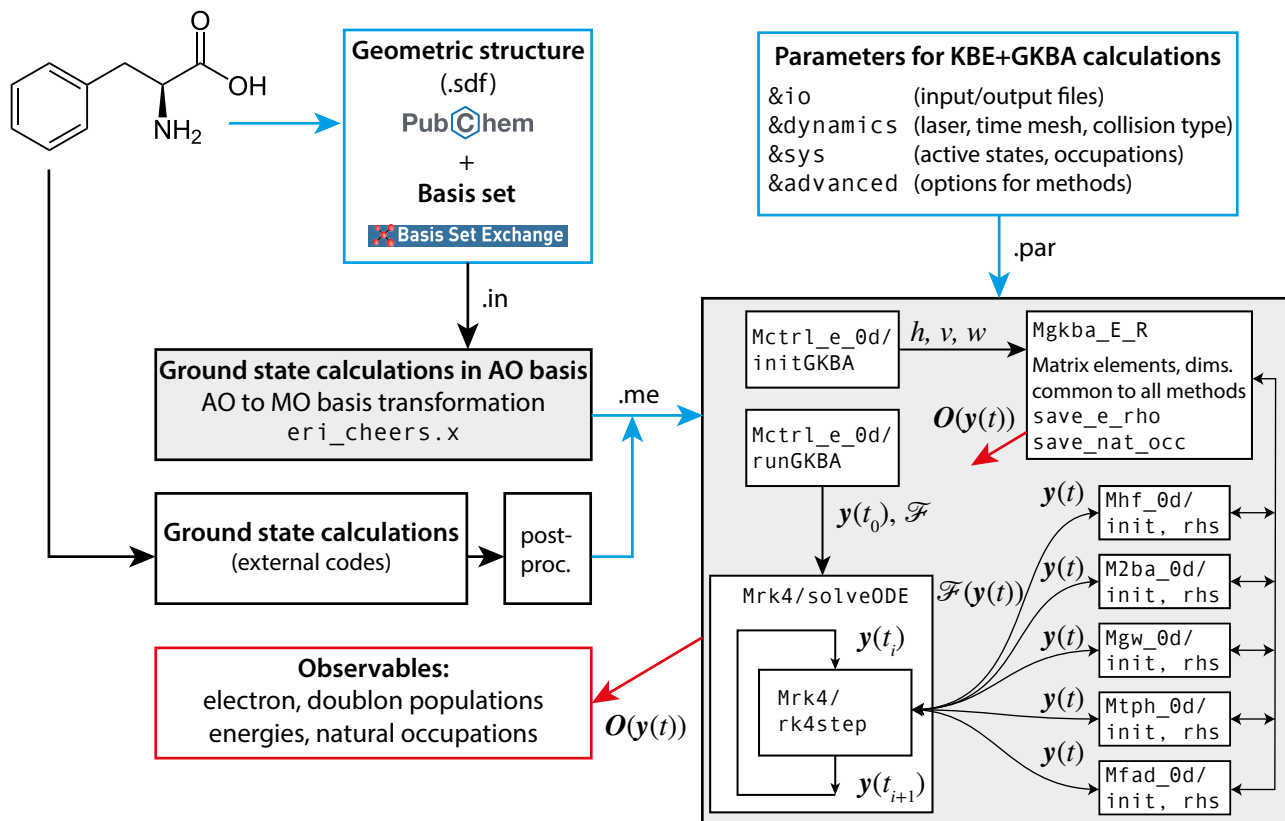 O
OH
NH2
Geometric structure
(.sdf)
PubChem
+
Basis set
Basis Set Exchange
Parameters for KBE+GKBA calculations
&io (input/output files)
&dynamics (laser, time mesh, collision type)
&sys (active states, occupations)
&advanced (options for methods)
.in
.par
Ground state calculations in AO basis
AO to MO basis transformation
eri_cheers.x
.me
Ground state calculations
(external codes)
post-
proc.
Observables:
electron, doublon populations
energies, natural occupations
O(y(t))
Mctrl_e_0d/
initGKBA
h, v, w
Mgkba_E_R
Matrix elements, dims.
common to all methods
save_e_rho
save_nat_occ
O(y(t))
Mctrl_e_0d/
runGKBA
y(t0), ℱ
Mrk4/solveODE
y(ti)
Mrk4/
rk4step
y(ti+1)
ℱ(y(t))
y(t)
Mhf_0d/
init, rhs
y(t)
M2ba_0d/
init, rhs
y(t)
Mgw_0d/
init, rhs
y(t)
Mtph_0d/
init, rhs
y(t)
Mfad_0d/
init, rhs